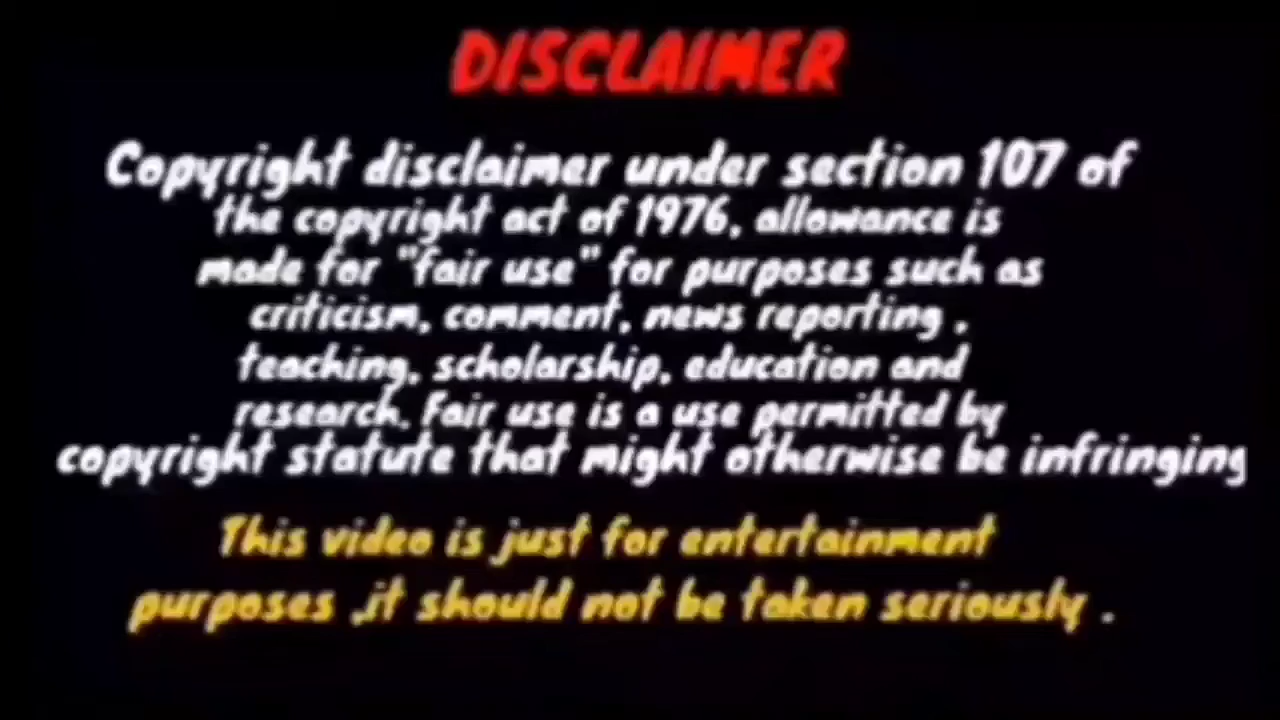 DISCLAIMER
Copyright disclaimer under section 107 of
the copyright act of 1976, allowance is
made for "fair use" for purposes such as
criticism, comment, news reporting ,
teaching, scholarship, education and
research. Fair use is a use permitted by
copyright statute that might otherwise be infringing
This video is just for entertainment
purposes ,it should not be taken seriously .